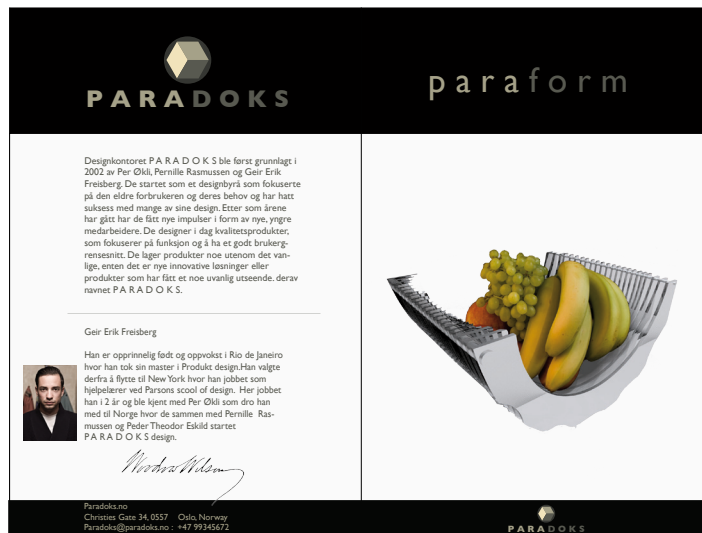 PARADOKS
Designkontoret P A R A D O K S ble først grunnlagt i
2002 av Per Økli, Pernille Rasmussen og Geir Erik
Freisberg. De startet som et designbyrå som fokuserte
på den eldre forbrukeren og deres behov og har hatt
suksess med mange av sine design. Etter som årene
har gått har de fått nye impulser i form av nye, yngre
medarbeidere. De designer i dag kvalitetsprodukter,
som fokuserer på funksjon og å ha et godt brukerg-
rensesnitt. De lager produkter noe utenom det van-
lige, enten det er nye innovative løsninger eller
produkter som har fått et noe uvanlig utseende. derav
navnet P A R A D O K S.
Geir Erik Freisberg
Han er opprinnelig født og oppvokst i Rio de Janeiro
hvor han tok sin master i Produkt design.Han valgte
derfra å flytte til New York hvor han jobbet som
hjelpelærer ved Parsons scool of design. Her jobbet
han i 2 år og ble kjent med Per Økli som dro han
med til Norge hvor de sammen med Pernille Ras-
mussen og Peder Theodor Eskild startet
P A R A D O K S design.
Woodrow Wilson
Paradoks.no
Christies Gate 34, 0557 Oslo, Norway
Paradoks@paradoks.no : +47 99345672
paraform
PARADOKS